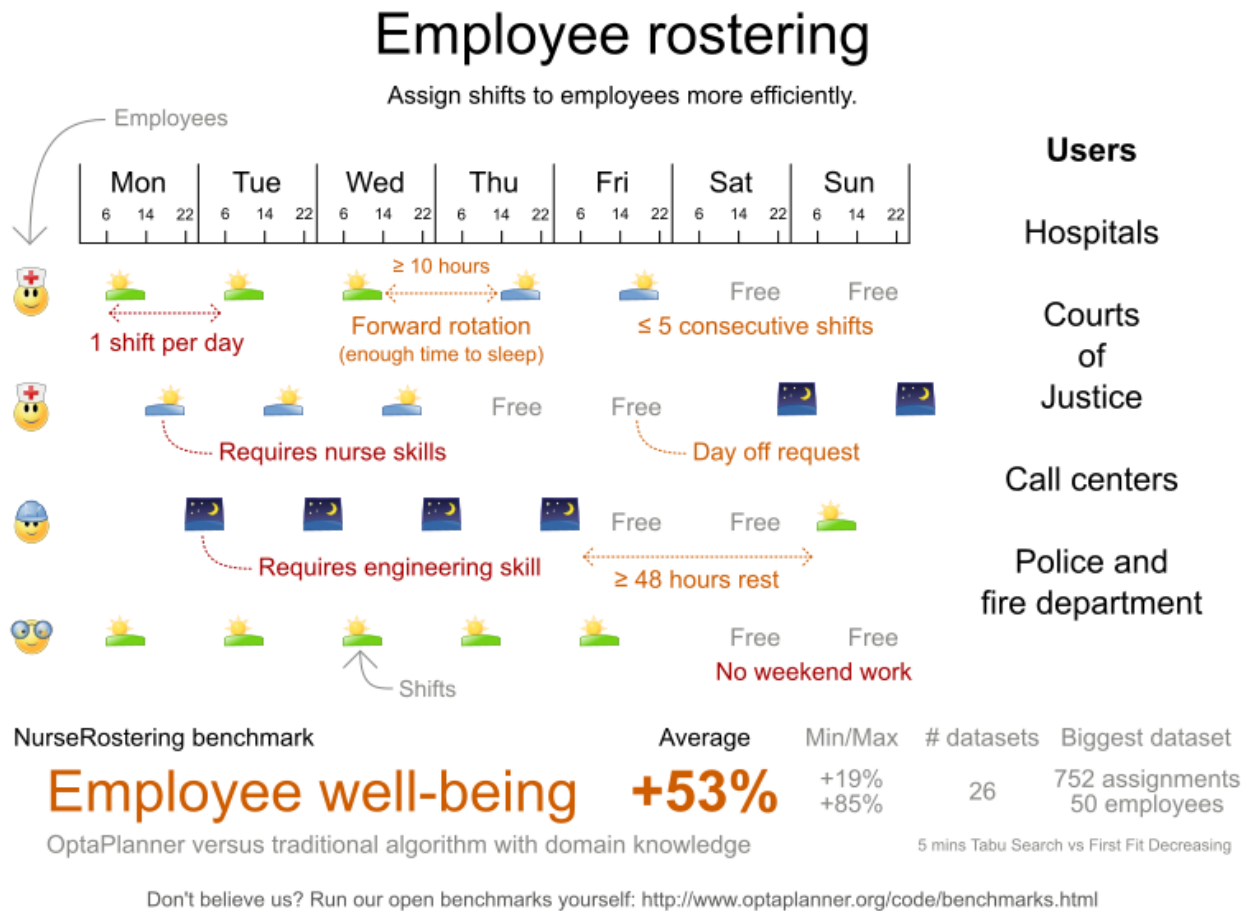 Employee rostering
Assign shifts to employees more efficiently.
Employees
Users
Mon Tue Wed Thu Fri Sat Sun
6 14 22 6 14 22 6 14 22 6 14 22 6 14 22 6 14 22 6 14 22
Hospitals
≥ 10 hours
Free Free
1 shift per day
Forward rotation
(enough time to sleep)
≤ 5 consecutive shifts
Courts
of
Justice
Free Free
Requires nurse skills
Day off request
Call centers
Free Free
Requires engineering skill
≥ 48 hours rest
Police and
fire department
Free Free
No weekend work
Shifts
NurseRostering benchmark
Average
Min/Max
# datasets
Biggest dataset
Employee well-being
+53%
+19%
+85%
26
752 assignments
50 employees
OptaPlanner versus traditional algorithm with domain knowledge
5 mins Tabu Search vs First Fit Decreasing
Don't believe us? Run our open benchmarks yourself: http://www.optaplanner.org/code/benchmarks.html